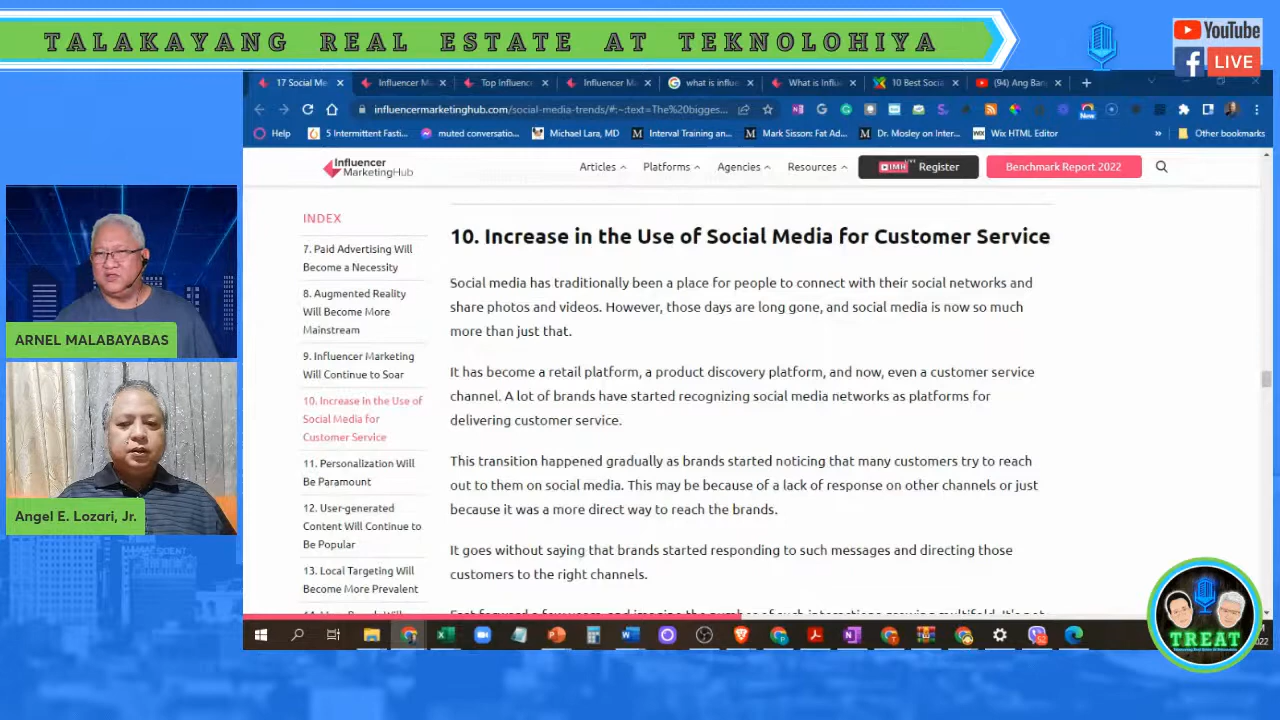 TALAKAYANG REAL ESTATE AT TEKNOLOHIYA
YouTube
f LIVE
17 Social Me
Influencer M
Top Influenc
Influencer M
what is influe
What is Influ
10 Best Soci
(94) Ang Ban
influencermarketinghub.com/social-media-trends/#:~:text=The%20bigges...
New
Help
5 Intermittent Fasti...
muted conversatio...
Michael Lara, MD
Interval Training an...
Mark Sisson: Fat Ad...
Dr. Mosley on Inter...
Wix HTML Editor
»
Other bookmarks
Influencer
MarketingHub
Articles
Platforms
Agencies
Resources
IMH Register
Benchmark Report 2022
INDEX
7. Paid Advertising Will
Become a Necessity
8. Augmented Reality
Will Become More
Mainstream
9. Influencer Marketing
Will Continue to Soar
10. Increase in the Use of
Social Media for
Customer Service
11. Personalization Will
Be Paramount
12. User-generated
Content Will Continue to
Be Popular
13. Local Targeting Will
Become More Prevalent
10. Increase in the Use of Social Media for Customer Service
Social media has traditionally been a place for people to connect with their social networks and
share photos and videos. However, those days are long gone, and social media is now so much
more than just that.
It has become a retail platform, a product discovery platform, and now, even a customer service
channel. A lot of brands have started recognizing social media networks as platforms for
delivering customer service.
This transition happened gradually as brands started noticing that many customers try to reach
out to them on social media. This may be because of a lack of response on other channels or just
because it was a more direct way to reach the brands.
It goes without saying that brands started responding to such messages and directing those
customers to the right channels.
ARNEL MALABAYABAS
Angel E. Lozari, Jr.
TREAT